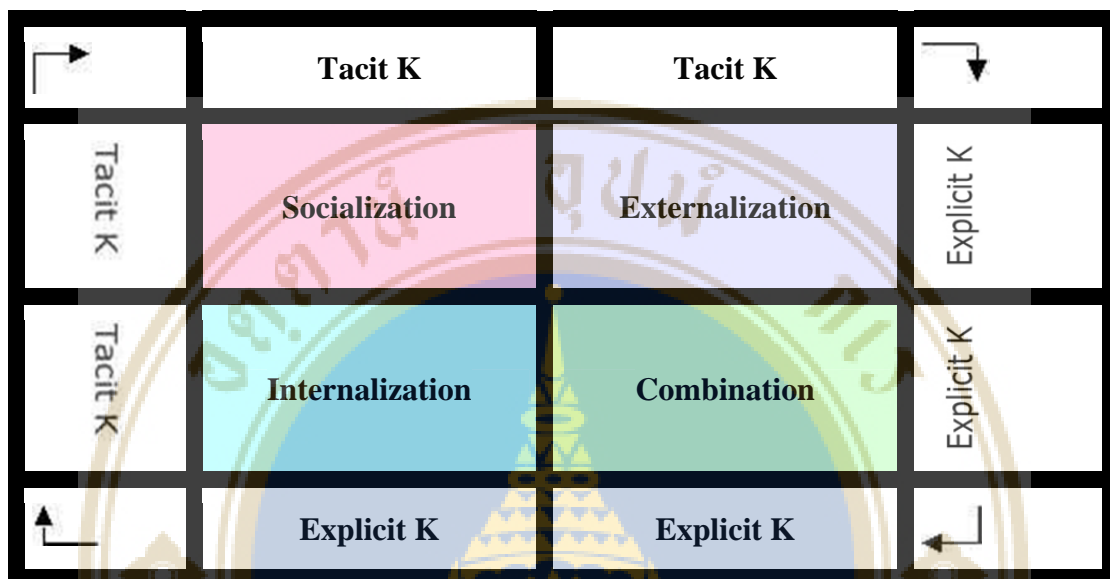 Tacit K Tacit K
Tacit K Socialization Externalization Explicit K
Tacit K Internalization Combination Explicit K
Explicit K Explicit K